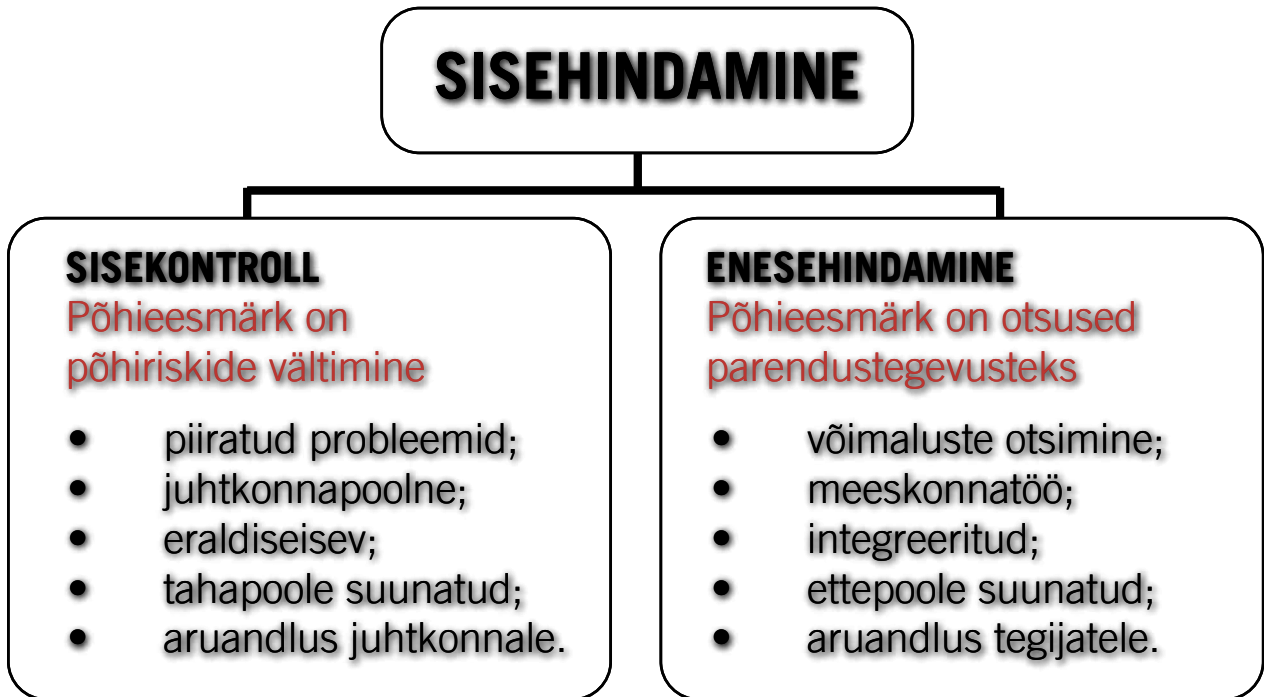 SISEHINDAMINE
SISEKONTROLL
Põhieesmärk on
põhiriskide vältimine
• piiratud probleemid;
• juhtkonnapoolne;
• eraldiseisev;
• tahapoole suunatud;
• aruandlus juhtkonnale.
ENESEHINDAMINE
Põhieesmärk on otsused
parendustegevusteks
• võimaluste otsimine;
• meeskonnatöö;
• integreeritud;
• ettepoole suunatud;
• aruandlus tegijatele.